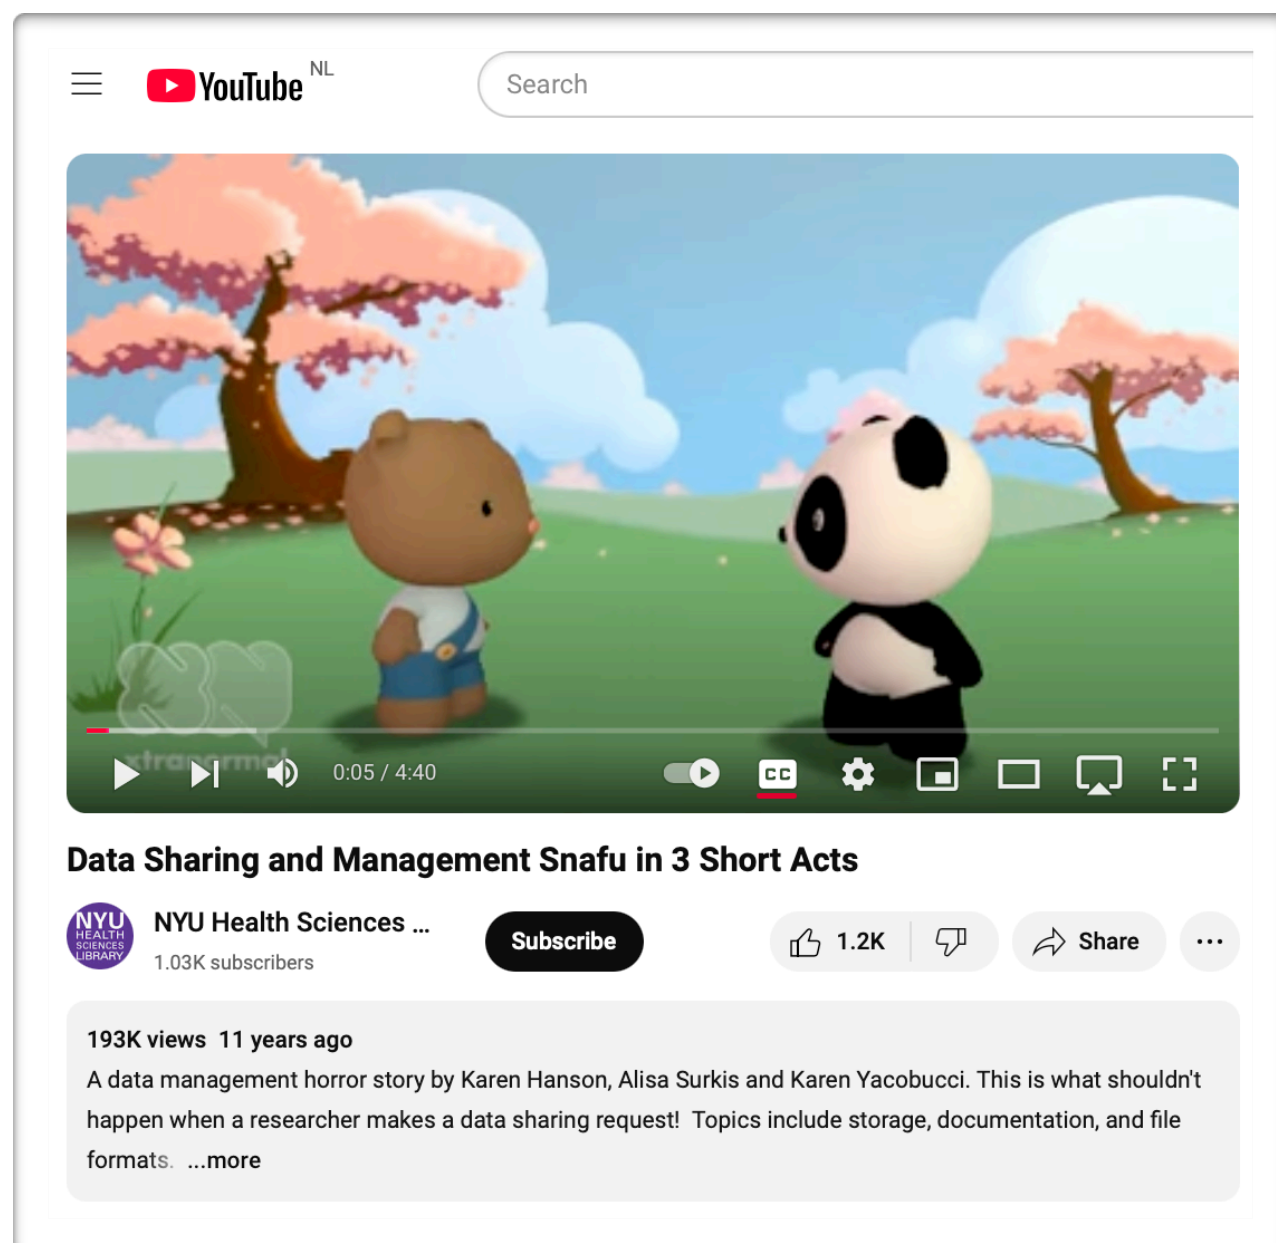 YouTube NL
Search
xtranormal
0:05 / 4:40
CC
Data Sharing and Management Snafu in 3 Short Acts
NYU
HEALTH
SCIENCES
LIBRARY
NYU Health Sciences ...
1.03K subscribers
Subscribe
1.2K
Share
193K views 11 years ago
A data management horror story by Karen Hanson, Alisa Surkis and Karen Yacobucci. This is what shouldn't
happen when a researcher makes a data sharing request! Topics include storage, documentation, and file
formats. ...more